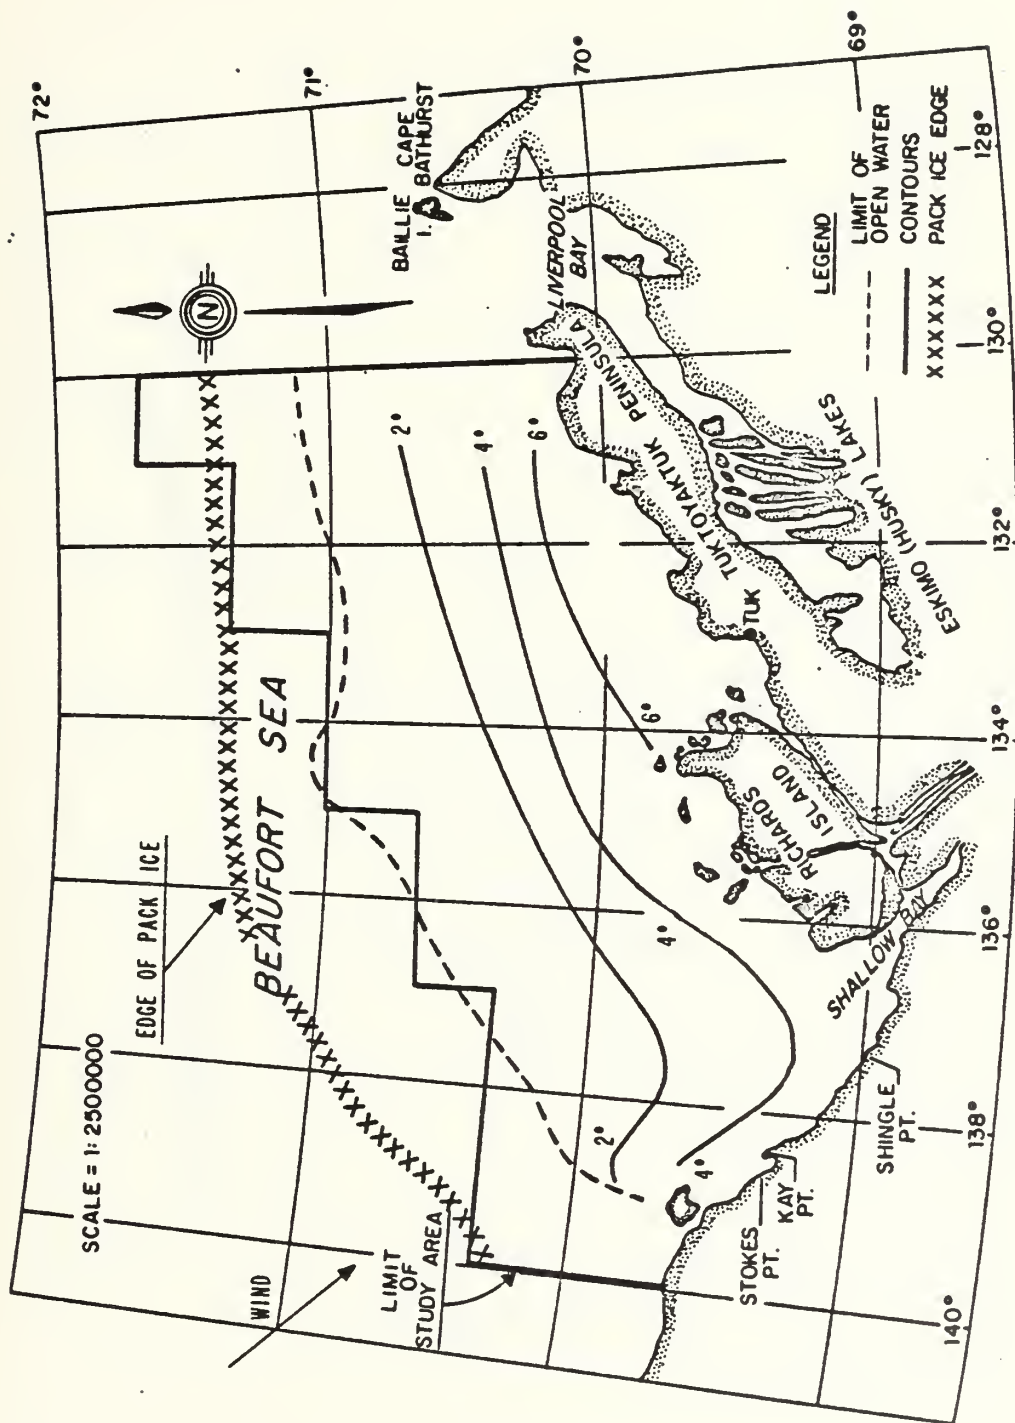 72°
71°
70°
69°
SCALE = 1: 2500000
EDGE OF PACK ICE
N
BAILLIE
I.
CAPE
BATHURST
WIND
BEAUFORT SEA
LIMIT
OF
STUDY AREA
2°
4°
6°
LIVERPOOL
BAY
2°
4°
4°
6°
TUKTOYAKTUK PENINSULA
TUK
RICHARDS
ISLAND
STOKES
PT.
KAY
PT.
SHINGLE
PT.
SHALLOW BAY
ESKIMO (HUSKY) LAKES
LEGEND
LIMIT OF
OPEN WATER
CONTOURS
XXXXXX PACK ICE EDGE
140°
138°
136°
134°
132°
130°
128°